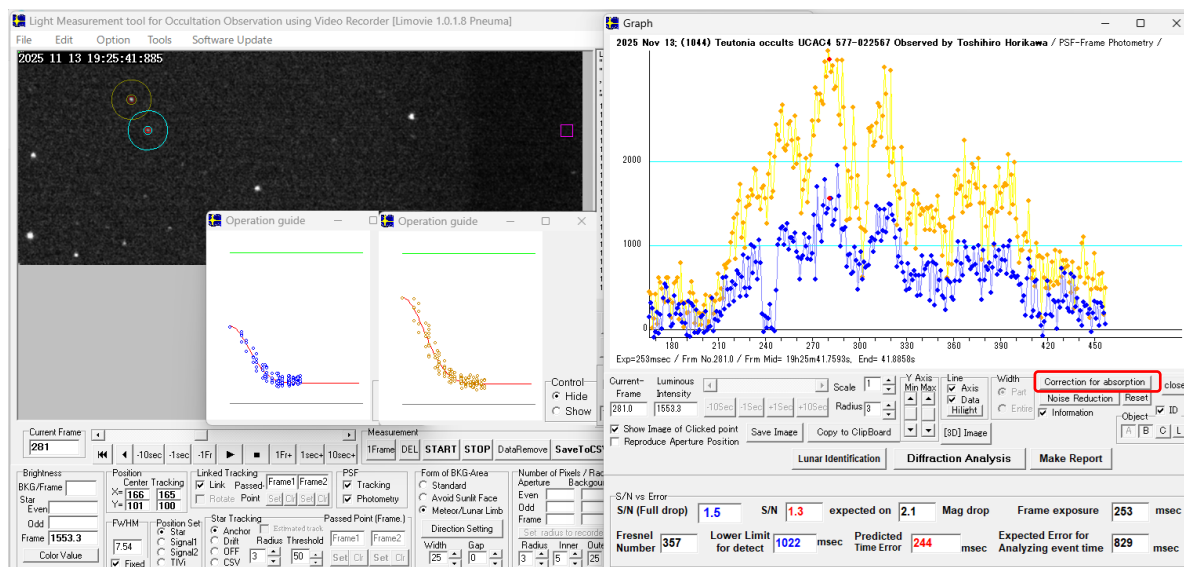 Light Measurement tool for Occultation Observation using Video Recorder [Limovie 1.0.1.8 Pneuma]
File Edit Option Tools Software Update
2025 11 13 19:25:41:885
Operation guide
Operation guide
Control
Hide
Show
Current Frame
281
-10sec -1sec -1Fr 1Fr+ 1sec+ 10sec+
Measurement
1Frame DEL START STOP DataRemove SaveToCSV
Brightness
BKG/Frame
Star
Even
Odd
Frame 1553.3
Color Value
Position
Center Tracking
X= 166 165
Y= 101 100
FWHM
7.54
Fixed
Position Set
Star
Signal1
Signal2
TIVi
Linked Tracking
Link Passed- Frame1 Frame2
Rotate Point Set Clr Set Clr
Star Tracking
Anchor
Drift
OFF
CSV
Estimated track
Radius Threshold
3 50
Passed Point (Frame.)
Frame1 Frame2
Set Clr Set Clr
PSF
Tracking
Photometry
Form of BKG-Area
Standard
Avoid Sunlit Face
Meteor/Lunar Limb
Direction Setting
Width Gap
25 0
Number of Pixels / Rac
Aperture Backgrou
Even
Odd
Frame
Set radius to recorde
Radius Inner Oute
3 5 25
Graph
2025 Nov 13; (1044) Teutonia occults UCAC4 577-022567 Observed by Toshihiro Horikawa / PSF-Frame Photometry /
2000
1000
0
180 210 240 270 300 330 360 390 420 450
Exp=253msec / Frm No.281.0 / Frm Mid= 19h25m41.7593s, End= 41.8858s
Current-
Frame
281.0
Luminous
Intensity
1553.3
-10Sec -1Sec +1Sec +10Sec
Scale 1
Radius 3
Y Axis
Min Max
Line
Axis
Data
Hilight
Width
Part
Entire
Correction for absorption
close
Noise Reduction Reset
Information
Object
ID
A B C L
Show Image of Clicked point
Reproduce Aperture Position
Save Image Copy to ClipBoard
[3D] Image
Lunar Identification Diffraction Analysis Make Report
S/N vs Error
S/N (Full drop) 1.5 S/N 1.3 expected on 2.1 Mag drop Frame exposure 253 msec
Fresnel Number 357 Lower Limit for detect 1022 msec Predicted Time Error 244 msec Expected Error for Analyzing event time 829 msec